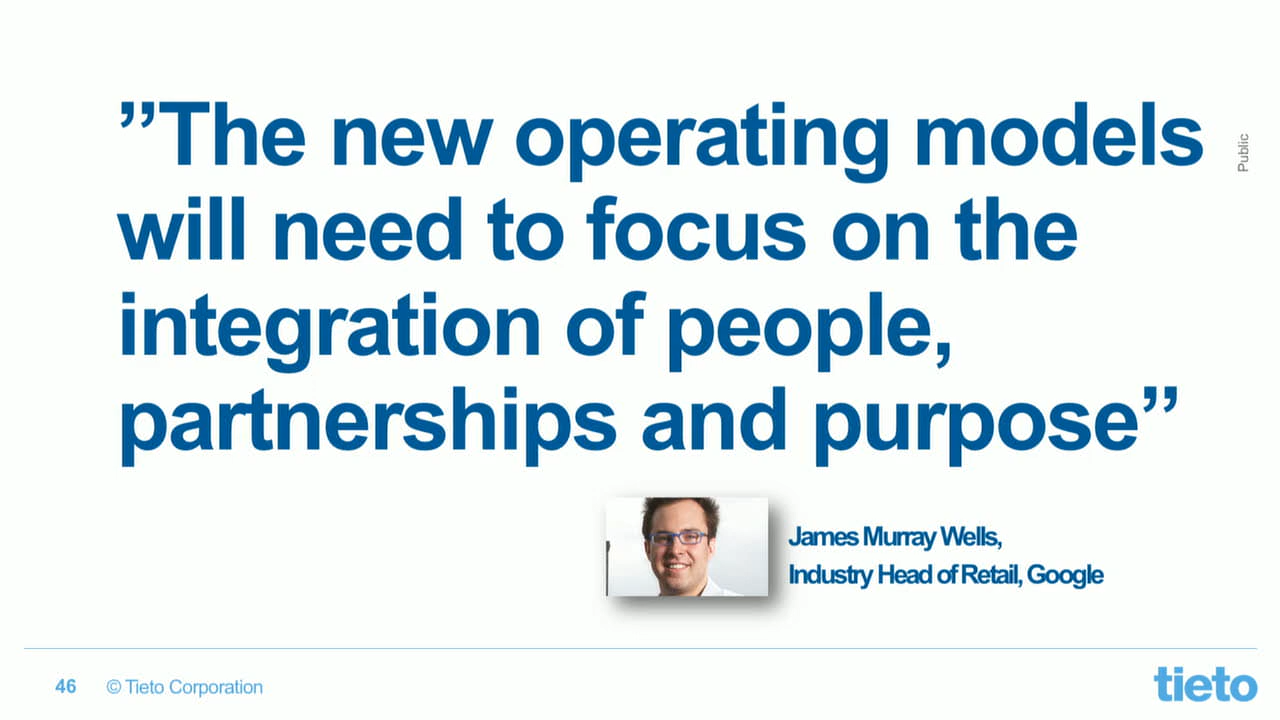 ”The new operating models
will need to focus on the
integration of people,
partnerships and purpose”
Public
James Murray Wells,
Industry Head of Retail, Google
46 © Tieto Corporation
tieto